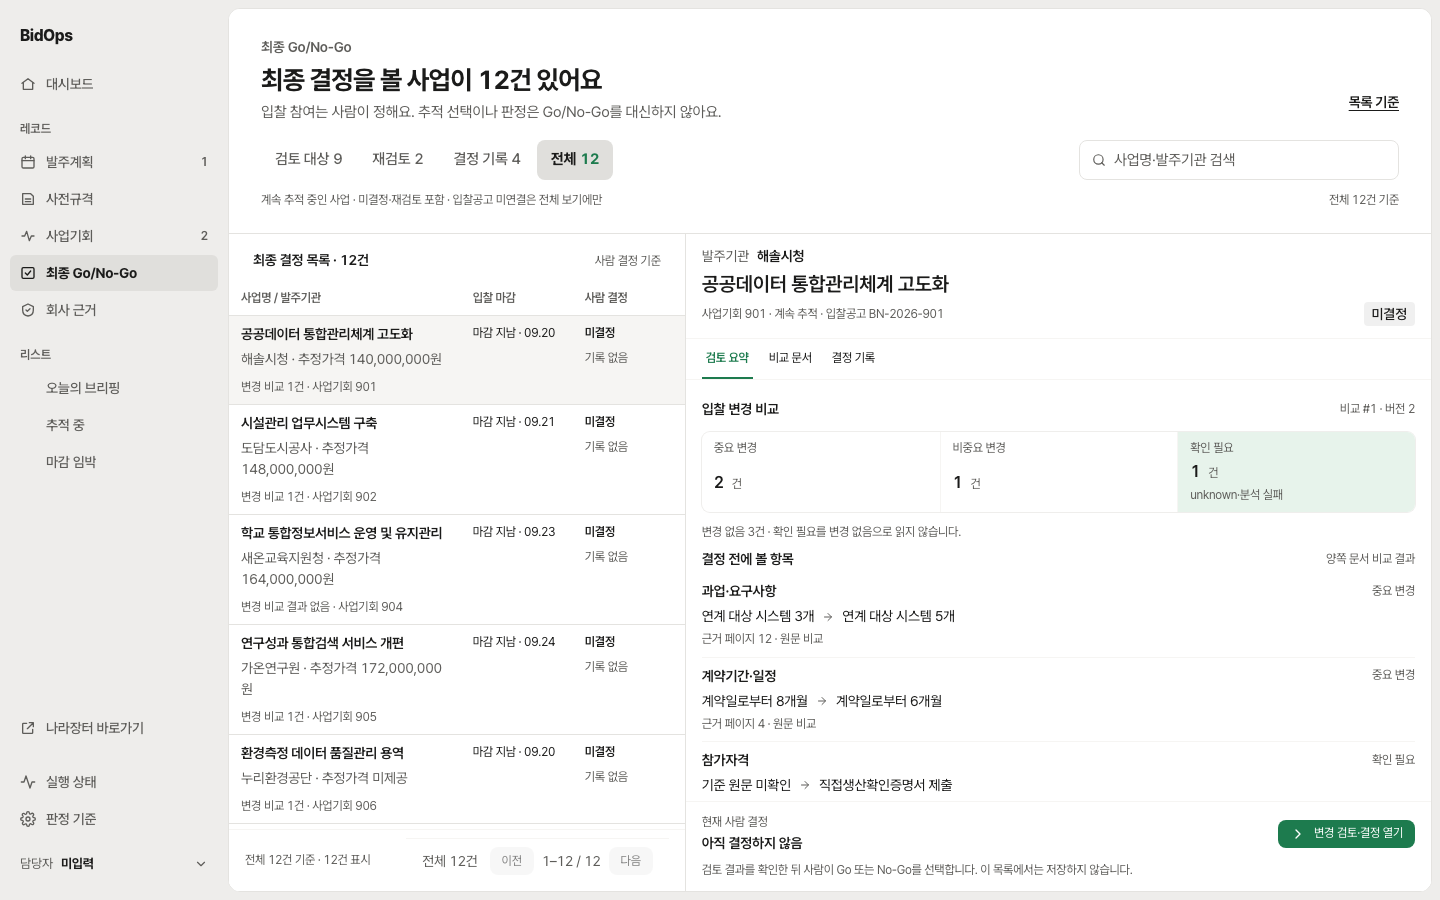 BidOps
대시보드
레코드
발주계획 1
사전규격
사업기회 2
최종 Go/No-Go
회사 근거
리스트
오늘의 브리핑
추적 중
마감 임박
나라장터 바로가기
실행 상태
판정 기준
담당자 미입력
최종 Go/No-Go
최종 결정을 볼 사업이 12건 있어요
입찰 참여는 사람이 정해요. 추적 선택이나 판정은 Go/No-Go를 대신하지 않아요.
목록 기준
검토 대상 9 재검토 2 결정 기록 4 전체 12
사업명·발주기관 검색
계속 추적 중인 사업 · 미결정·재검토 포함 · 입찰공고 미연결은 전체 보기에만
전체 12건 기준
최종 결정 목록 · 12건
사람 결정 기준
사업명 / 발주기관 입찰 마감 사람 결정
공공데이터 통합관리체계 고도화 마감 지남 · 09.20 미결정
해솔시청 · 추정가격 140,000,000원 기록 없음
변경 비교 1건 · 사업기회 901
시설관리 업무시스템 구축 마감 지남 · 09.21 미결정
도담도시공사 · 추정가격 기록 없음
148,000,000원
변경 비교 1건 · 사업기회 902
학교 통합정보서비스 운영 및 유지관리 마감 지남 · 09.23 미결정
새온교육지원청 · 추정가격 기록 없음
164,000,000원
변경 비교 결과 없음 · 사업기회 904
연구성과 통합검색 서비스 개편 마감 지남 · 09.24 미결정
가온연구원 · 추정가격 172,000,000 기록 없음
원
변경 비교 1건 · 사업기회 905
환경측정 데이터 품질관리 용역 마감 지남 · 09.20 미결정
누리환경공단 · 추정가격 미제공 기록 없음
변경 비교 1건 · 사업기회 906
전체 12건 기준 · 12건 표시
전체 12건 이전 1–12 / 12 다음
발주기관 해솔시청
공공데이터 통합관리체계 고도화
사업기회 901 · 계속 추적 · 입찰공고 BN-2026-901
미결정
검토 요약 비교 문서 결정 기록
입찰 변경 비교
비교 #1 · 버전 2
중요 변경
2 건
비중요 변경
1 건
확인 필요
1 건
unknown·분석 실패
변경 없음 3건 · 확인 필요를 변경 없음으로 읽지 않습니다.
결정 전에 볼 항목
양쪽 문서 비교 결과
과업·요구사항 중요 변경
연계 대상 시스템 3개 → 연계 대상 시스템 5개
근거 페이지 12 · 원문 비교
계약기간·일정 중요 변경
계약일로부터 8개월 → 계약일로부터 6개월
근거 페이지 4 · 원문 비교
참가자격 확인 필요
기준 원문 미확인 → 직접생산확인증명서 제출
현재 사람 결정
아직 결정하지 않음
변경 검토·결정 열기
검토 결과를 확인한 뒤 사람이 Go 또는 No-Go를 선택합니다. 이 목록에서는 저장하지 않습니다.